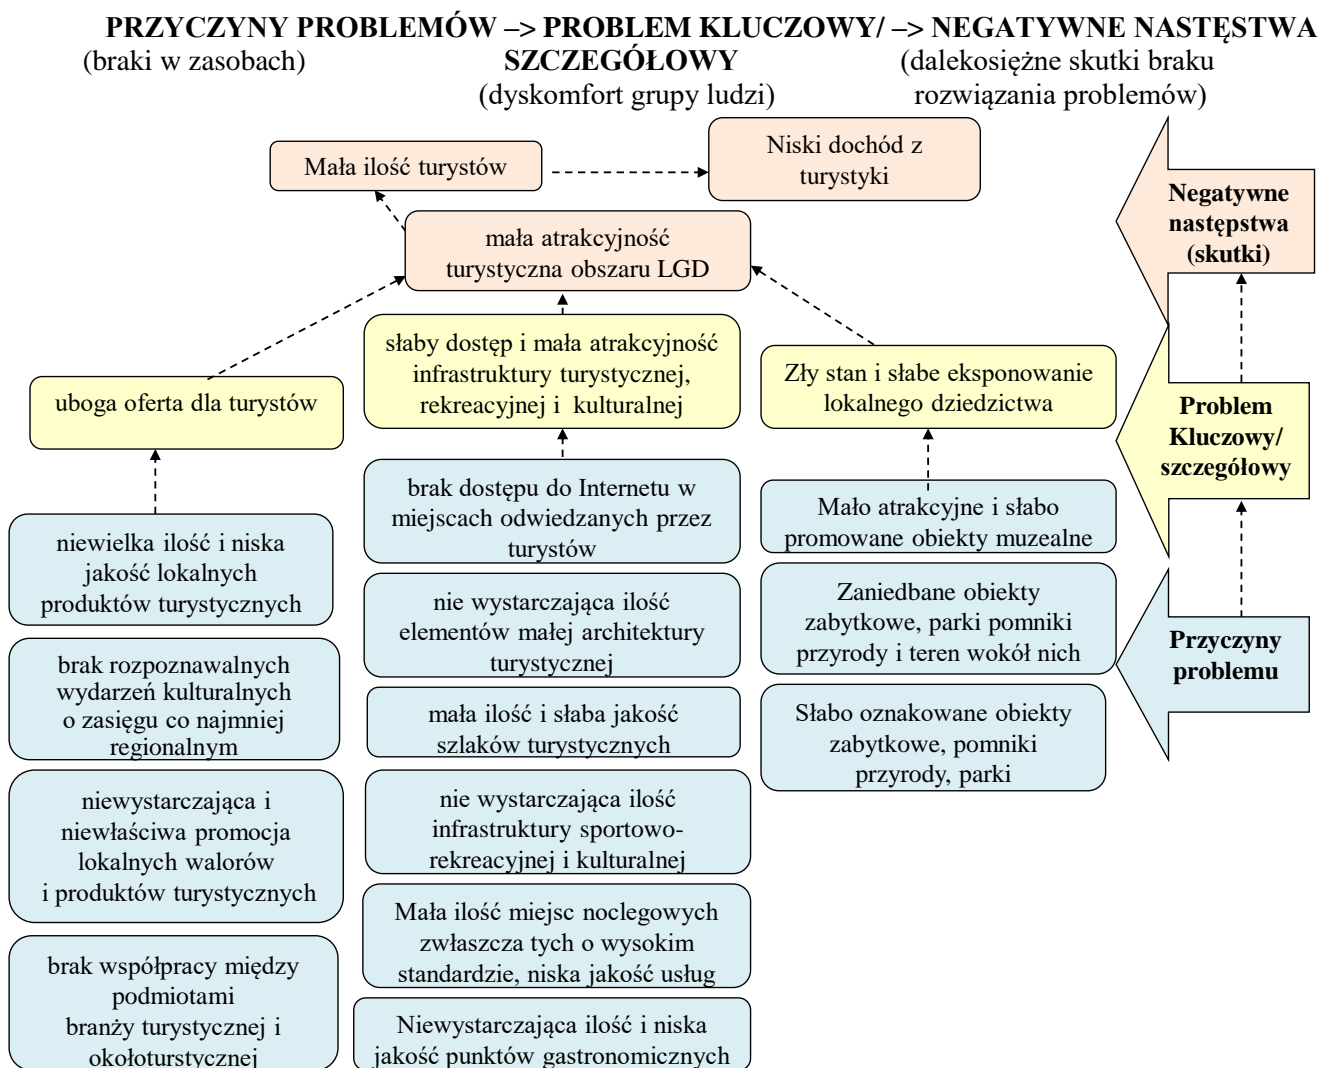 PRZYCZYNY PROBLEMÓW –> PROBLEM KLUCZOWY/ –> NEGATYWNE NASTĘSTWA
(braki w zasobach)
SZCZEGÓŁOWY
(dalekosiężne skutki braku
(dyskomfort grupy ludzi)
rozwiązania problemów)
Mała ilość turystów
Niski dochód z
turystyki
mała atrakcyjność
turystyczna obszaru LGD
Negatywne
następstwa
(skutki)
uboga oferta dla turystów
słaby dostęp i mała atrakcyjność
infrastruktury turystycznej,
rekreacyjnej i kulturalnej
Zły stan i słabe eksponowanie
lokalnego dziedzictwa
Problem
Kluczowy/
szczegółowy
niewielka ilość i niska
jakość lokalnych
produktów turystycznych
brak rozpoznawalnych
wydarzeń kulturalnych
o zasięgu co najmniej
regionalnym
niewystarczająca i
niewłaściwa promocja
lokalnych walorów
i produktów turystycznych
brak współpracy między
podmiotami
branży turystycznej i
okołoturstycznej
brak dostępu do Internetu w
miejscach odwiedzanych przez
turystów
nie wystarczająca ilość
elementów małej architektury
turystycznej
mała ilość i słaba jakość
szlaków turystycznych
nie wystarczająca ilość
infrastruktury sportowo-
rekreacyjnej i kulturalnej
Mała ilość miejsc noclegowych
zwłaszcza tych o wysokim
standardzie, niska jakość usług
Niewystarczająca ilość i niska
jakość punktów gastronomicznych
Mało atrakcyjne i słabo
promowane obiekty muzealne
Zaniedbane obiekty
zabytkowe, parki pomniki
przyrody i teren wokół nich
Słabo oznakowane obiekty
zabytkowe, pomniki
przyrody, parki
Przyczyny
problemu